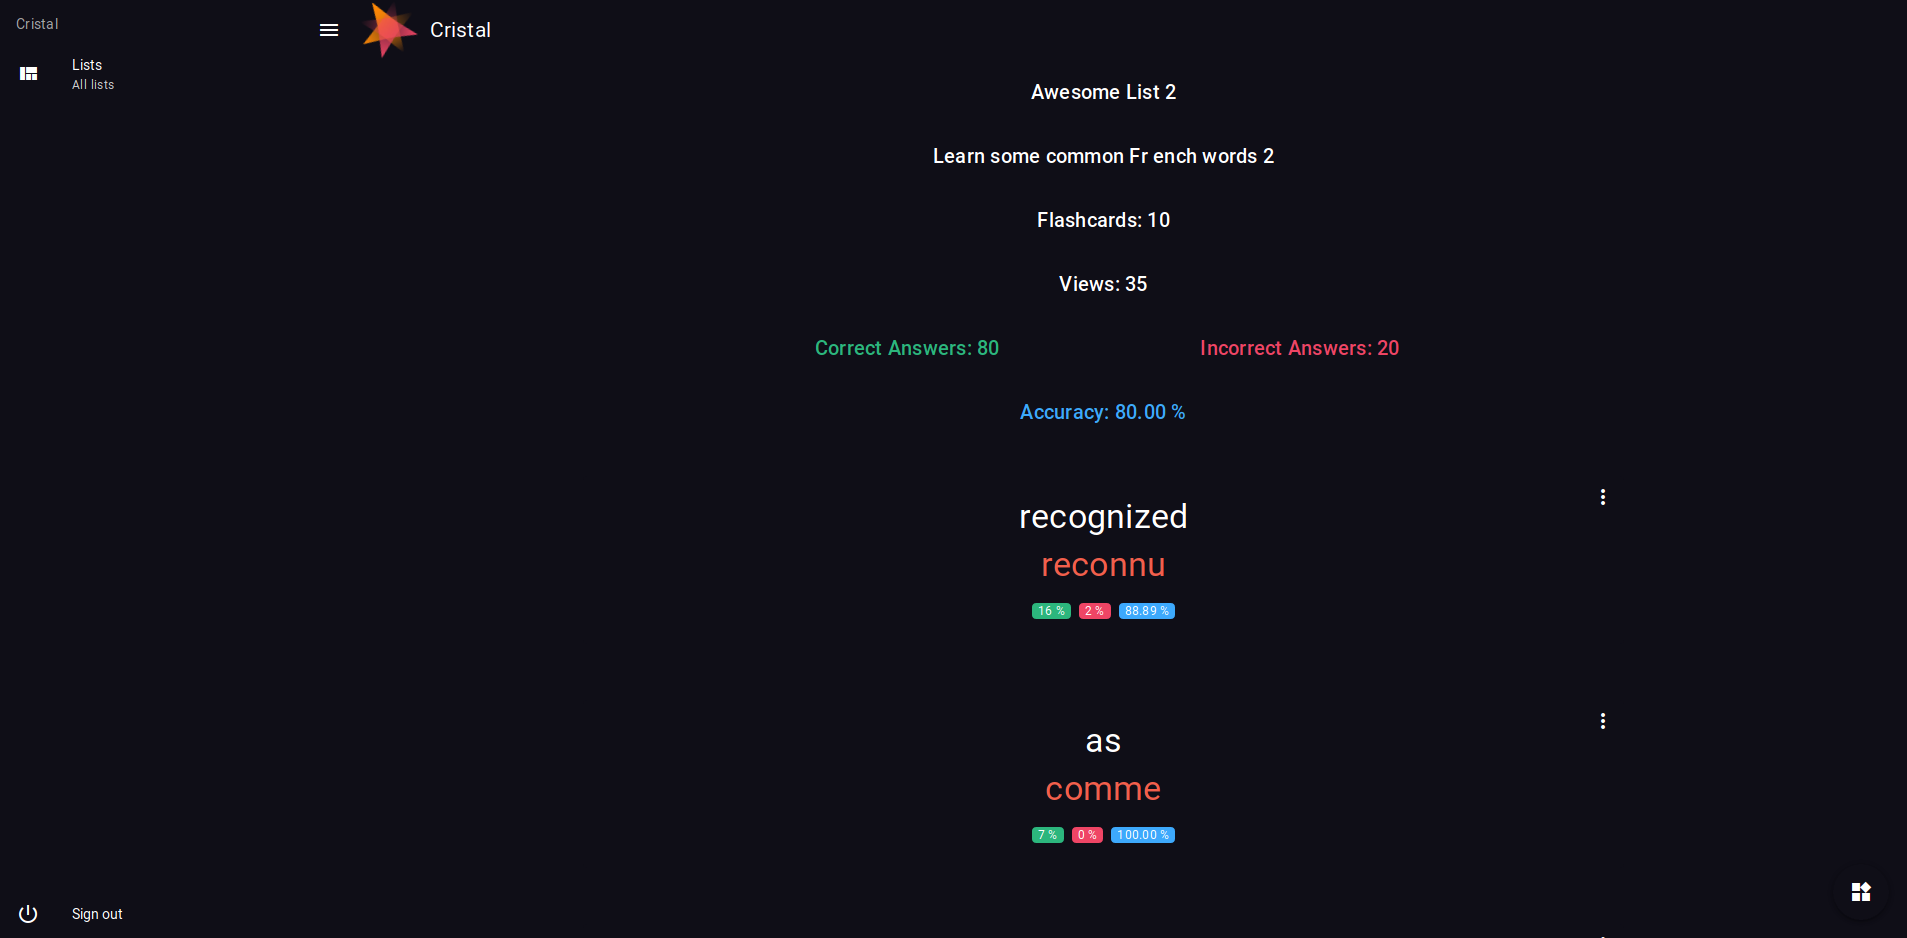 Cristal
Lists
All lists
Sign out
Cristal
Awesome List 2
Learn some common Fr ench words 2
Flashcards: 10
Views: 35
Correct Answers: 80 Incorrect Answers: 20
Accuracy: 80.00 %
recognized
reconnu
16 % 2 % 88.89 %
as
comme
7 % 0 % 100.00 %